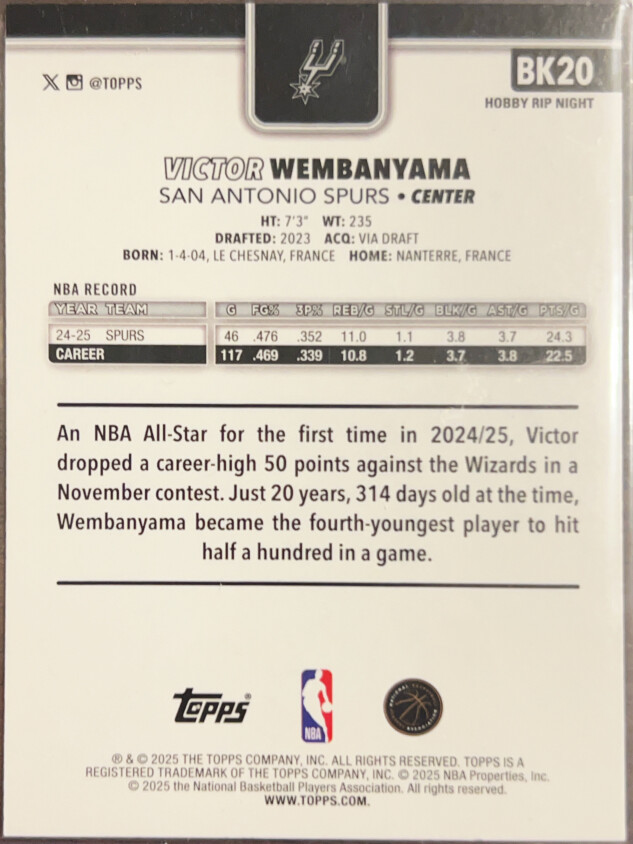 BK20
X @TOPPS
HOBBY RIP NIGHT
VICTOR WEMBANYAMA
SAN ANTONIO SPURS • CENTER
HT: 7'3" WT: 235
DRAFTED: 2023 ACQ: VIA DRAFT
BORN: 1-4-04, LE CHESNAY, FRANCE HOME: NANTERRE, FRANCE
NBA RECORD
YEAR TEAM G FG% 3P% REB/G STL/G BLK/G AST/G PTS/G
24-25 SPURS 46 .476 .352 11.0 1.1 3.8 3.7 24.3
CAREER 117 .469 .339 10.8 1.2 3.7 3.8 22.5
An NBA All-Star for the first time in 2024/25, Victor
dropped a career-high 50 points against the Wizards in a
November contest. Just 20 years, 314 days old at the time,
Wembanyama became the fourth-youngest player to hit
half a hundred in a game.
Topps®
NBA
® & © 2025 THE TOPPS COMPANY, INC. ALL RIGHTS RESERVED. TOPPS IS A
REGISTERED TRADEMARK OF THE TOPPS COMPANY, INC. © 2025 NBA Properties, Inc.
© 2025 the National Basketball Players Association. All rights reserved.
WWW.TOPPS.COM.